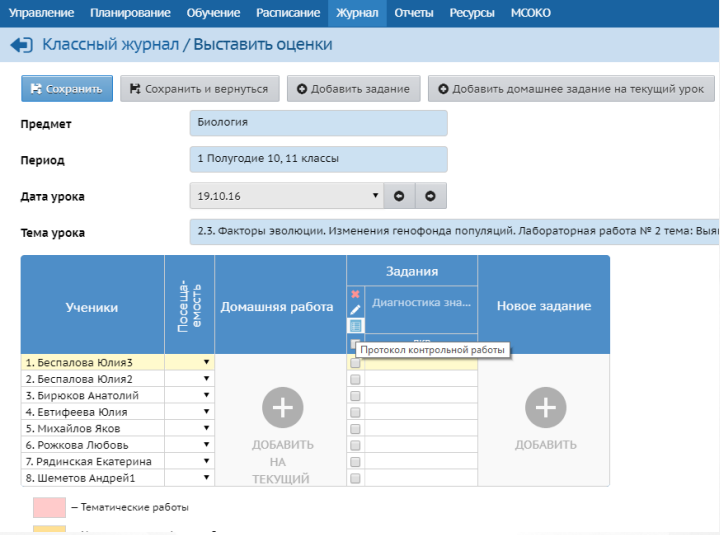 Управление Планирование Обучение Расписание Журнал Отчеты Ресурсы МСОКО
Классный журнал / Выставить оценки
Сохранить Сохранить и вернуться Добавить задание Добавить домашнее задание на текущий урок
Предмет Биология
Период 1 Полугодие 10, 11 классы
Дата урока 19.10.16
Тема урока 2.3. Факторы эволюции. Изменения генофонда популяций. Лабораторная работа № 2 тема: Выя
Ученики
Посеща-
емость
Домашняя работа
Задания
Диагностика зна...
Новое задание
Протокол контрольной работы
1. Беспалова Юлия3
2. Беспалова Юлия2
3. Бирюков Анатолий
4. Евтифеева Юлия
5. Михайлов Яков
6. Рожкова Любовь
7. Рядинская Екатерина
8. Шеметов Андрей1
ДОБАВИТЬ
НА
ТЕКУЩИЙ
ДОБАВИТЬ
– Тематические работы